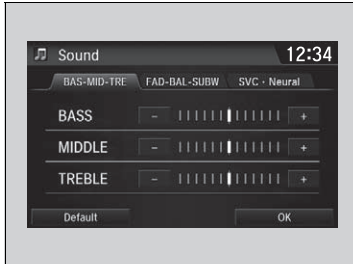 Sound 12:34
BAS-MID-TRE FAD-BAL-SUBW SVC · Neural
BASS - +
MIDDLE - +
TREBLE - +
Default OK